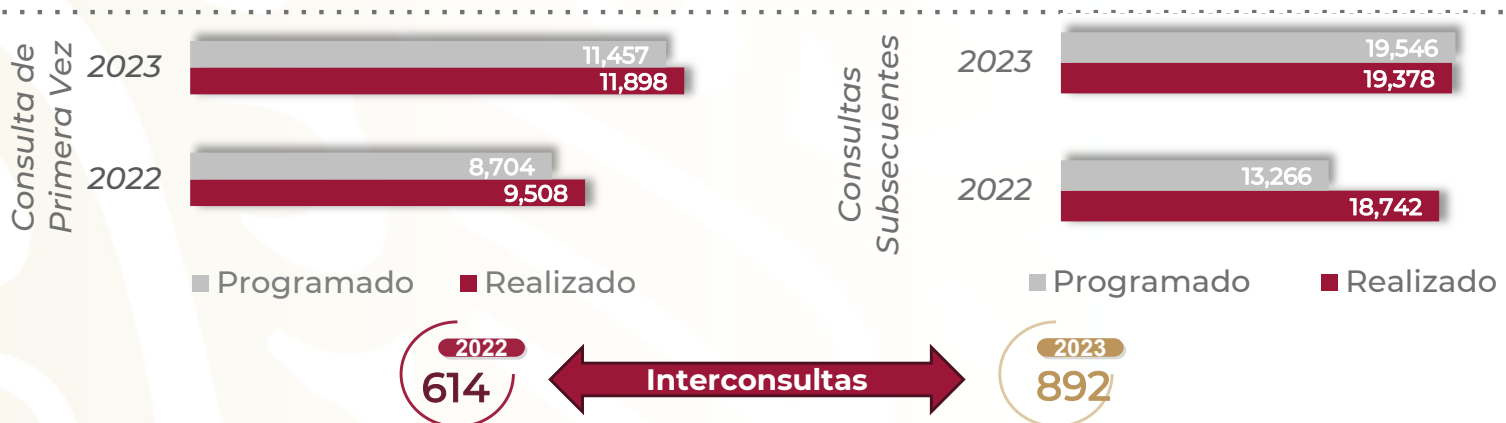 Consulta de
Primera Vez
2023
11,457
11,898
2022
8,704
9,508
Programado
Realizado
Consultas
Subsecuentes
2023
19,546
19,378
2022
13,266
18,742
Programado
Realizado
2022
614
Interconsultas
2023
892